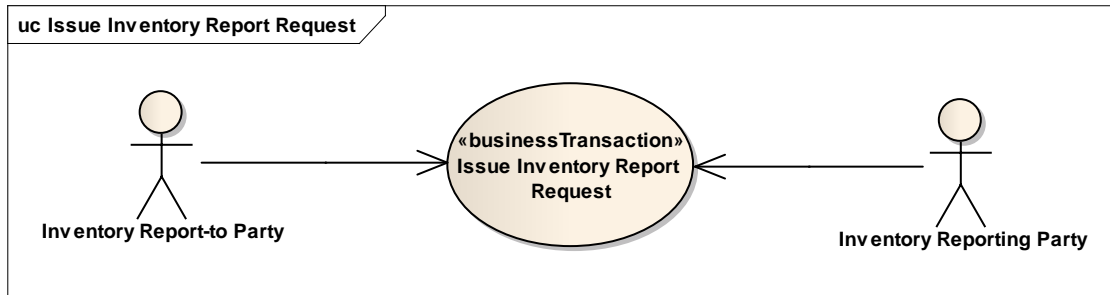 uc Issue Inventory Report Request
«businessTransaction»
Issue Inventory Report
Request
Inventory Report-to Party
Inventory Reporting Party